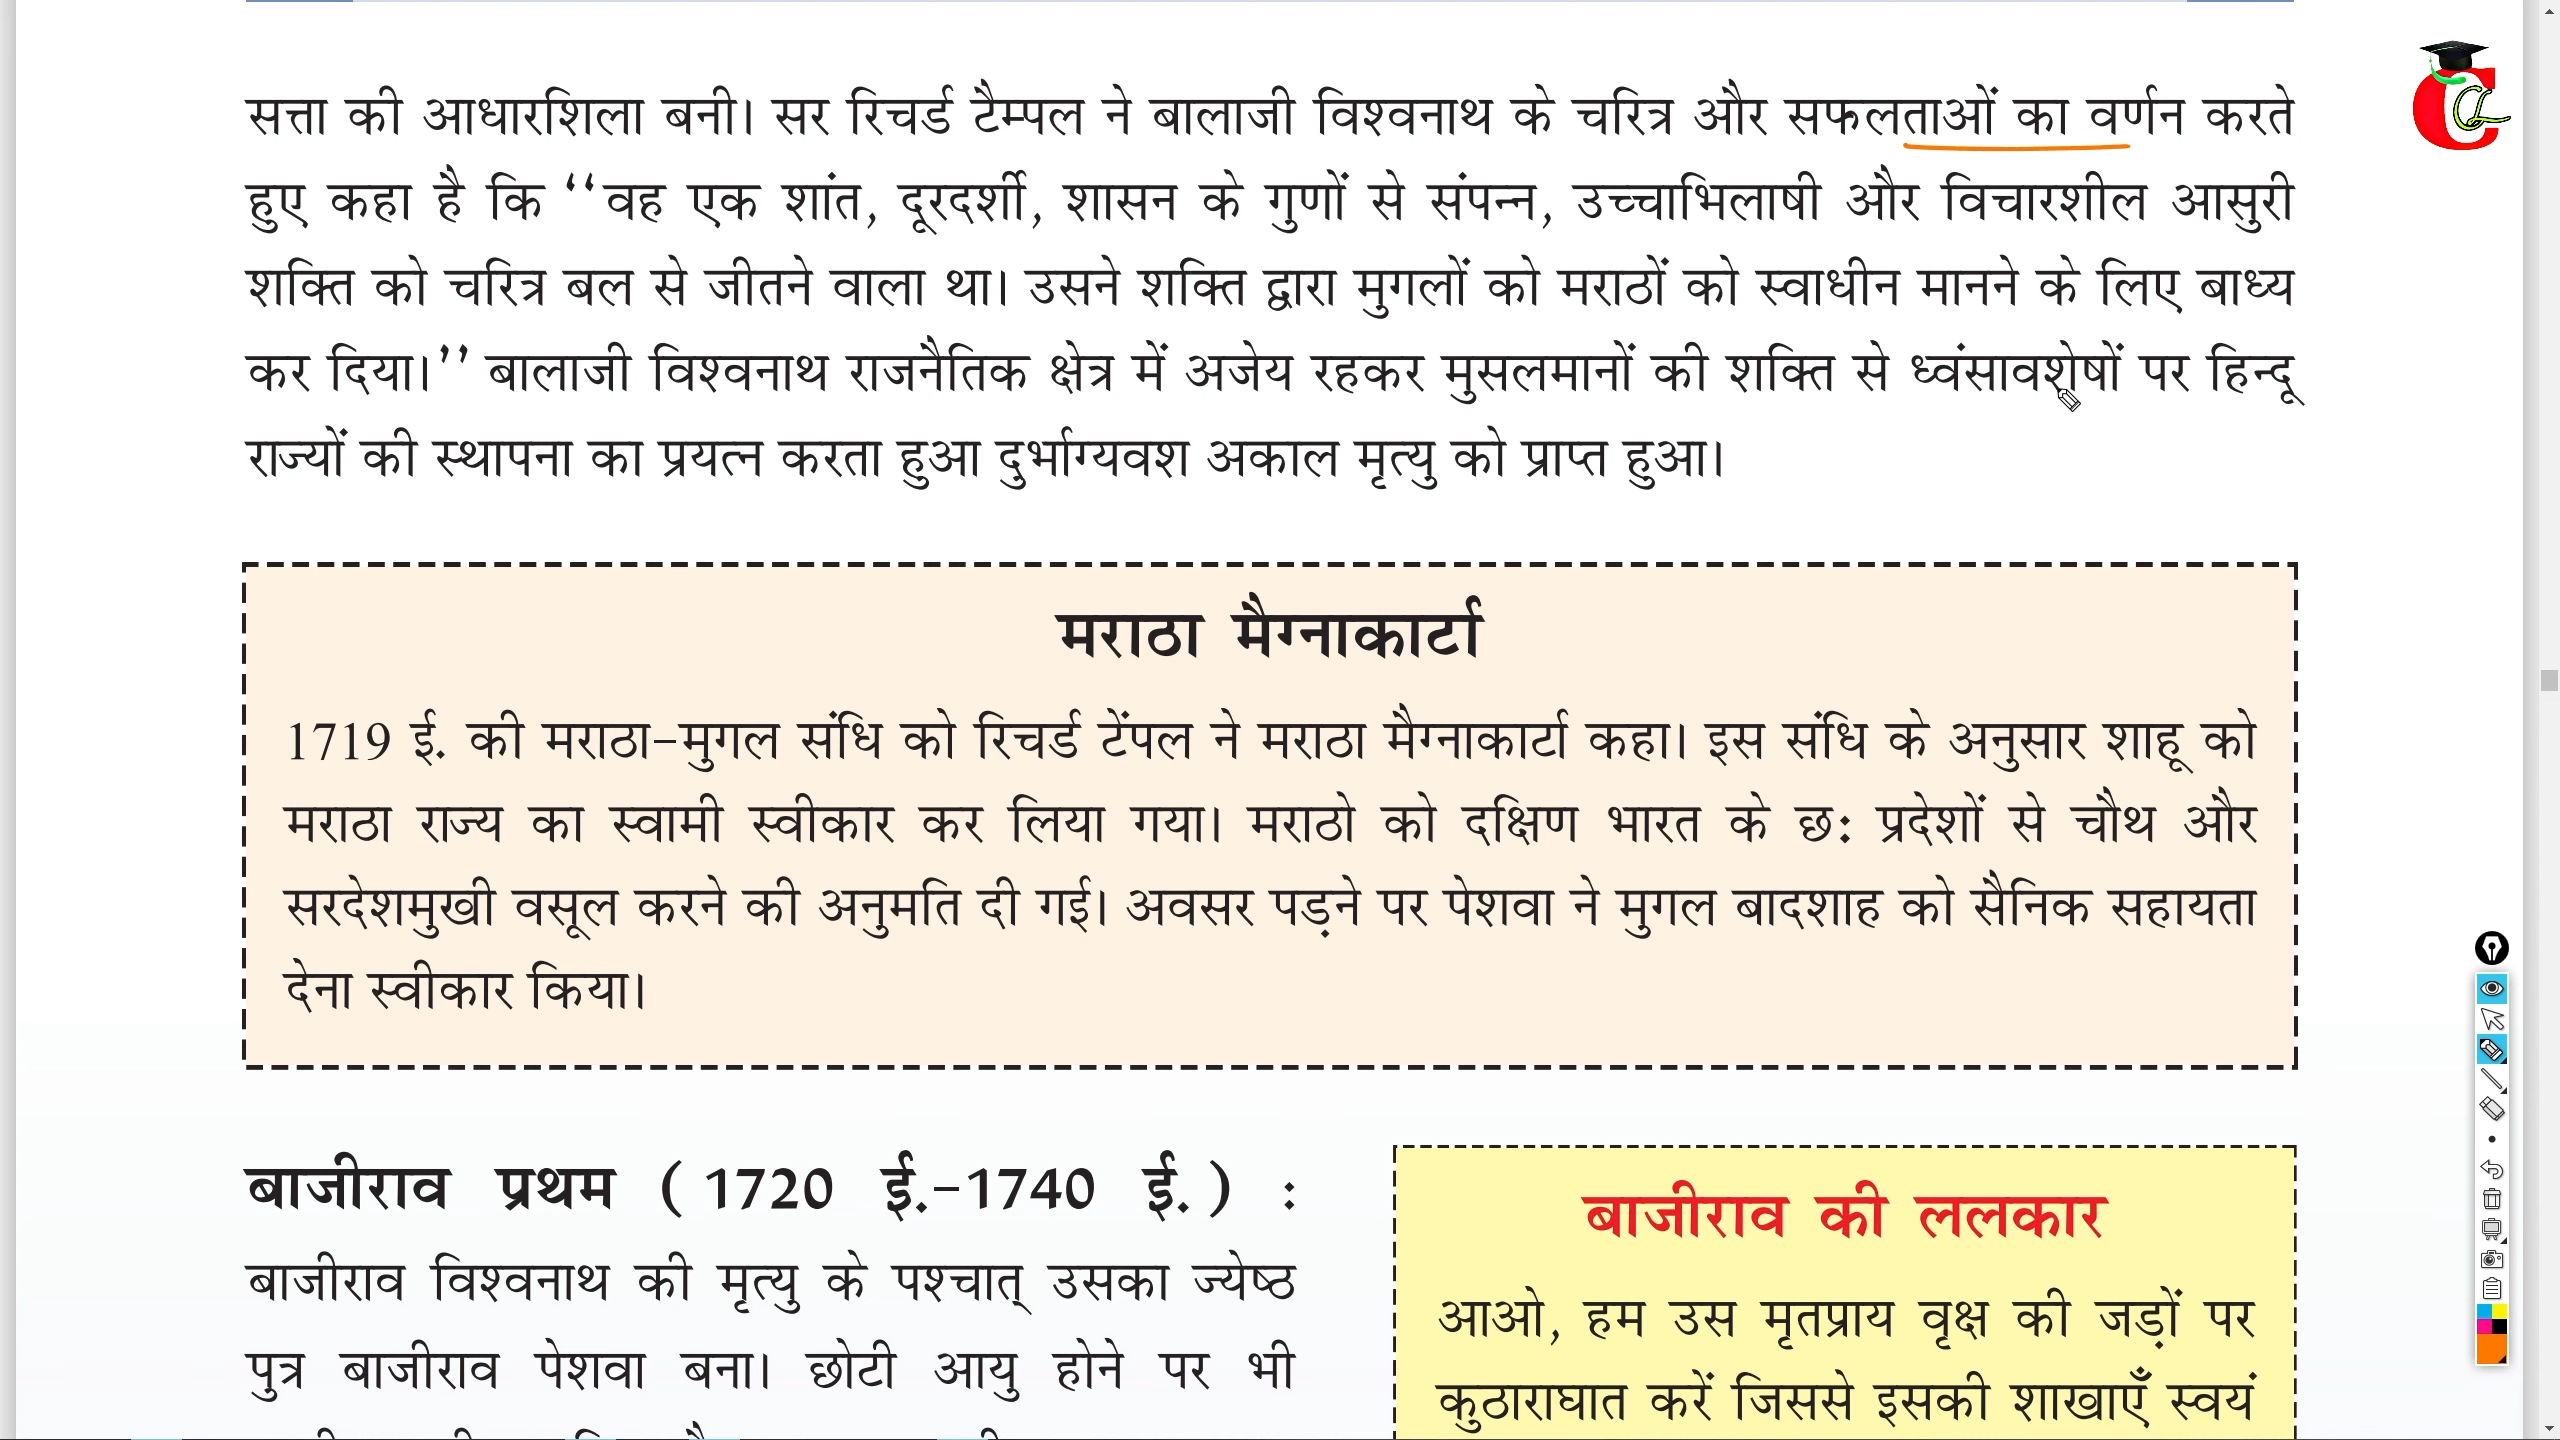 सत्ता की आधारशिला बनी। सर रिचर्ड टैम्पल ने बालाजी विश्वनाथ के चरित्र और सफलताओं का वर्णन करते
हुए कहा है कि ‘‘वह एक शांत, दूरदर्शी, शासन के गुणों से संपन्न, उच्चाभिलाषी और विचारशील आसुरी
शक्ति को चरित्र बल से जीतने वाला था। उसने शक्ति द्वारा मुगलों को मराठों को स्वाधीन मानने के लिए बाध्य
कर दिया।’’ बालाजी विश्वनाथ राजनैतिक क्षेत्र में अजेय रहकर मुसलमानों की शक्ति से ध्वंसावशेषों पर हिन्दू
राज्यों की स्थापना का प्रयत्न करता हुआ दुर्भाग्यवश अकाल मृत्यु को प्राप्त हुआ।
मराठा मैग्नाकार्टा
1719 ई. की मराठा-मुगल संधि को रिचर्ड टेंपल ने मराठा मैग्नाकार्टा कहा। इस संधि के अनुसार शाहू को
मराठा राज्य का स्वामी स्वीकार कर लिया गया। मराठो को दक्षिण भारत के छः प्रदेशों से चौथ और
सरदेशमुखी वसूल करने की अनुमति दी गई। अवसर पड़ने पर पेशवा ने मुगल बादशाह को सैनिक सहायता
देना स्वीकार किया।
बाजीराव प्रथम ( 1720 ई.-1740 ई. ) :
बाजीराव विश्वनाथ की मृत्यु के पश्चात् उसका ज्येष्ठ
पुत्र बाजीराव पेशवा बना। छोटी आयु होने पर भी
बाजीराव की ललकार
आओ, हम उस मृतप्राय वृक्ष की जड़ों पर
कुठाराघात करें जिससे इसकी शाखाएँ स्वयं